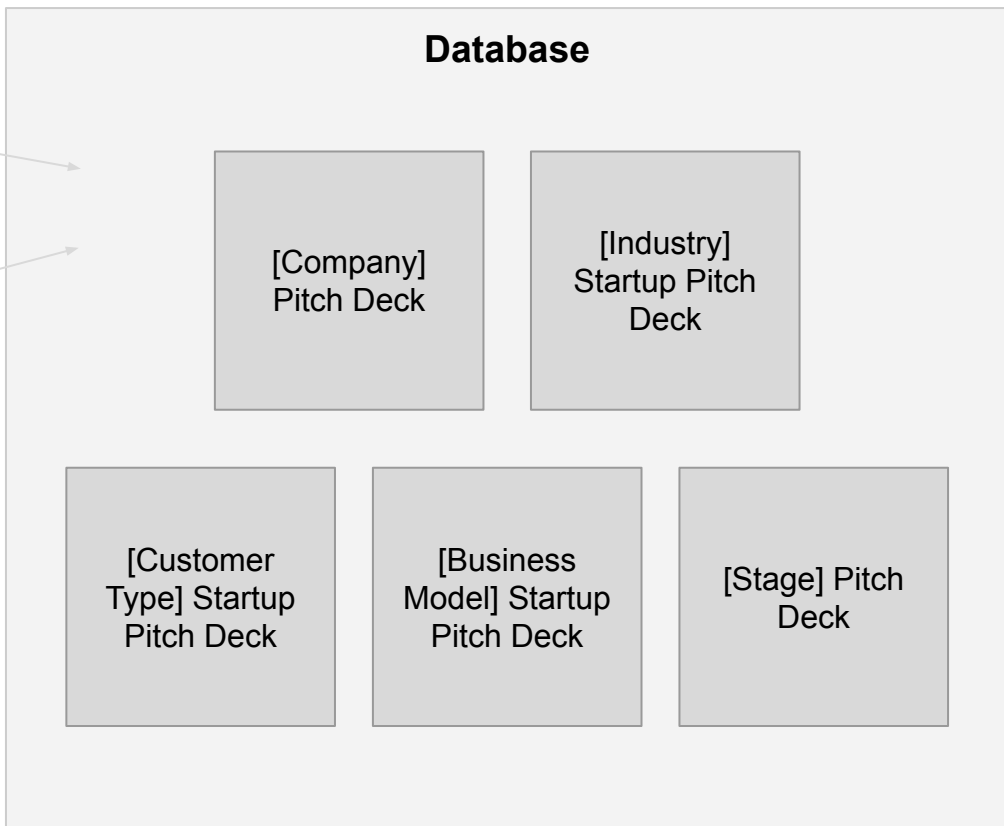 Database
[Company]
Pitch Deck
[Industry]
Startup Pitch
Deck
[Customer
Type] Startup
Pitch Deck
[Business
Model] Startup
Pitch Deck
[Stage] Pitch
Deck